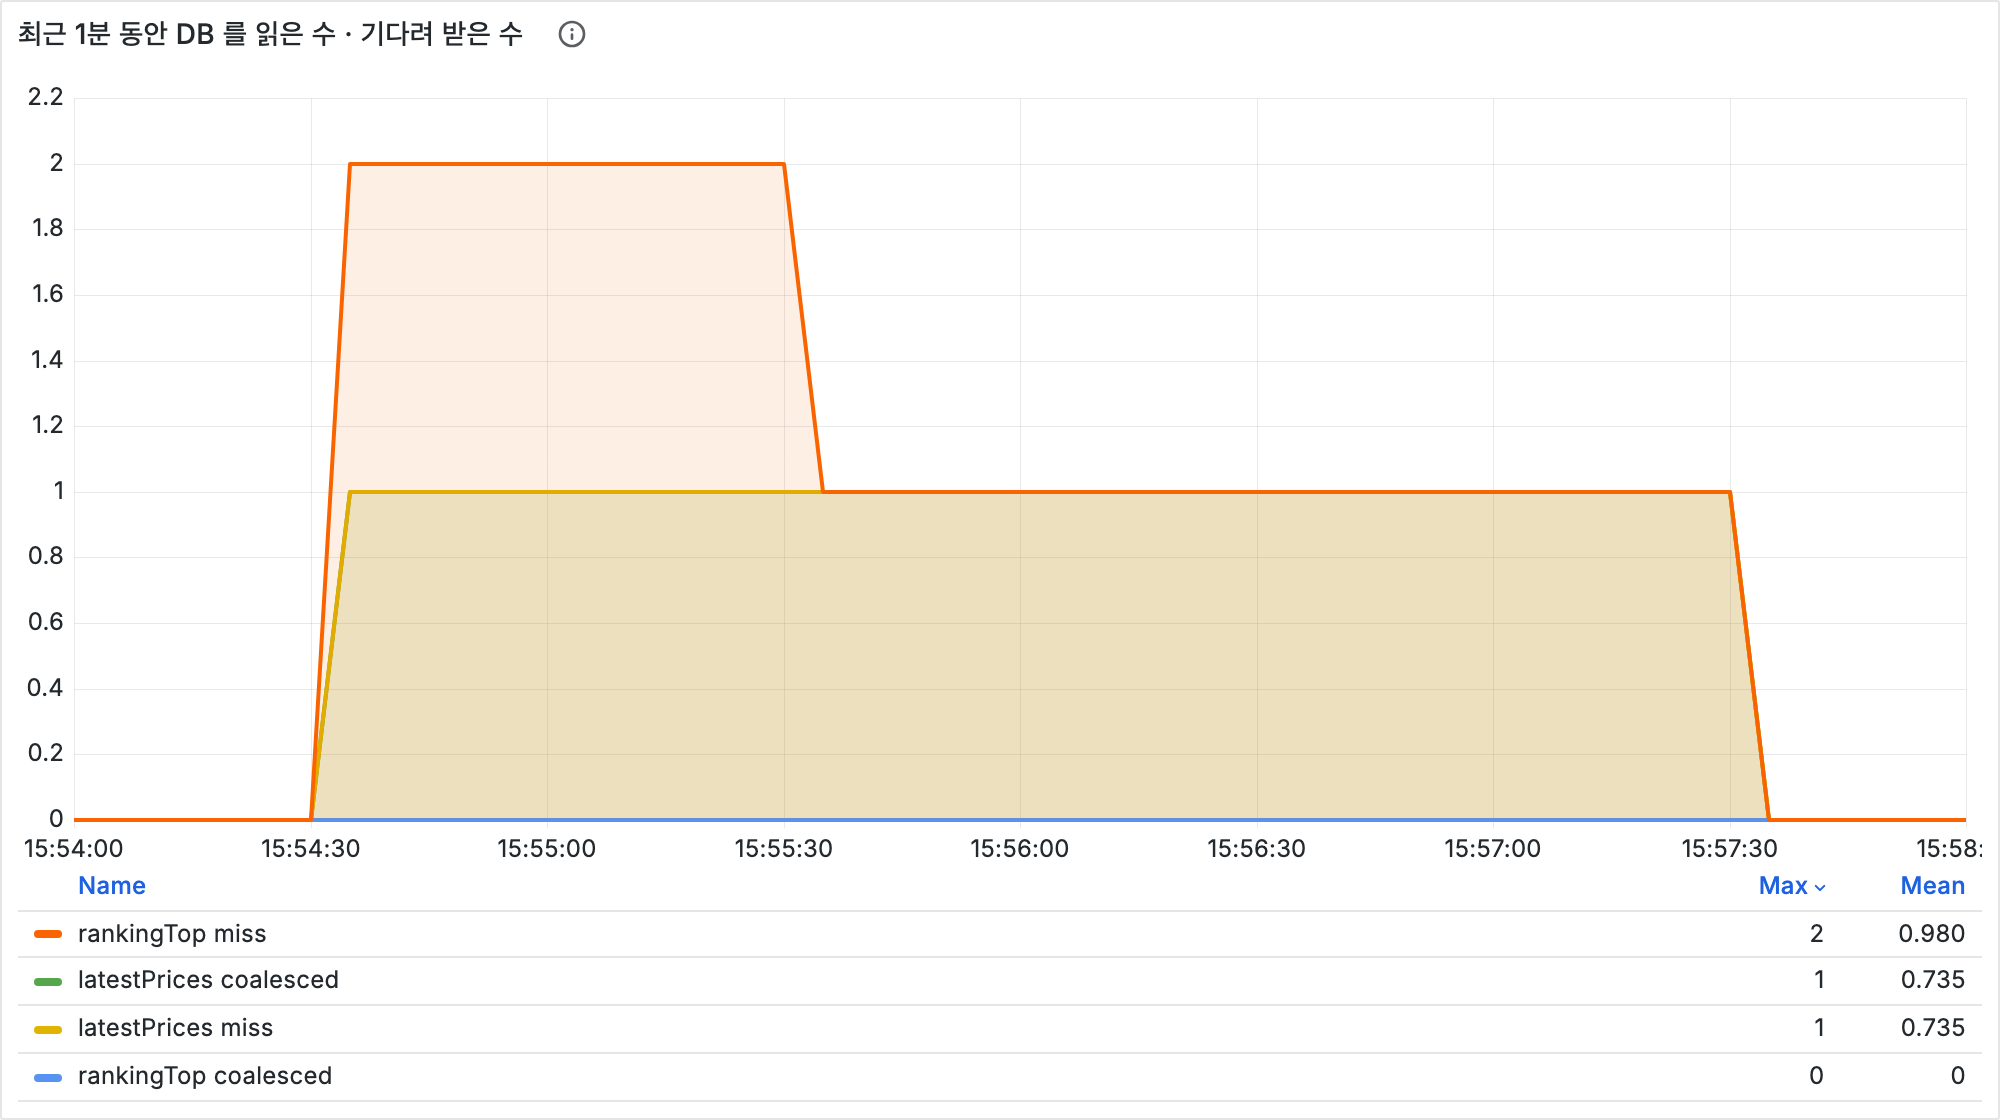 최근 1분 동안 DB 를 읽은 수 · 기다려 받은 수
2.2
2
1.8
1.6
1.4
1.2
1
0.8
0.6
0.4
0.2
0
15:54:00 15:54:30 15:55:00 15:55:30 15:56:00 15:56:30 15:57:00 15:57:30 15:58:
Name Max Mean
rankingTop miss 2 0.980
latestPrices coalesced 1 0.735
latestPrices miss 1 0.735
rankingTop coalesced 0 0